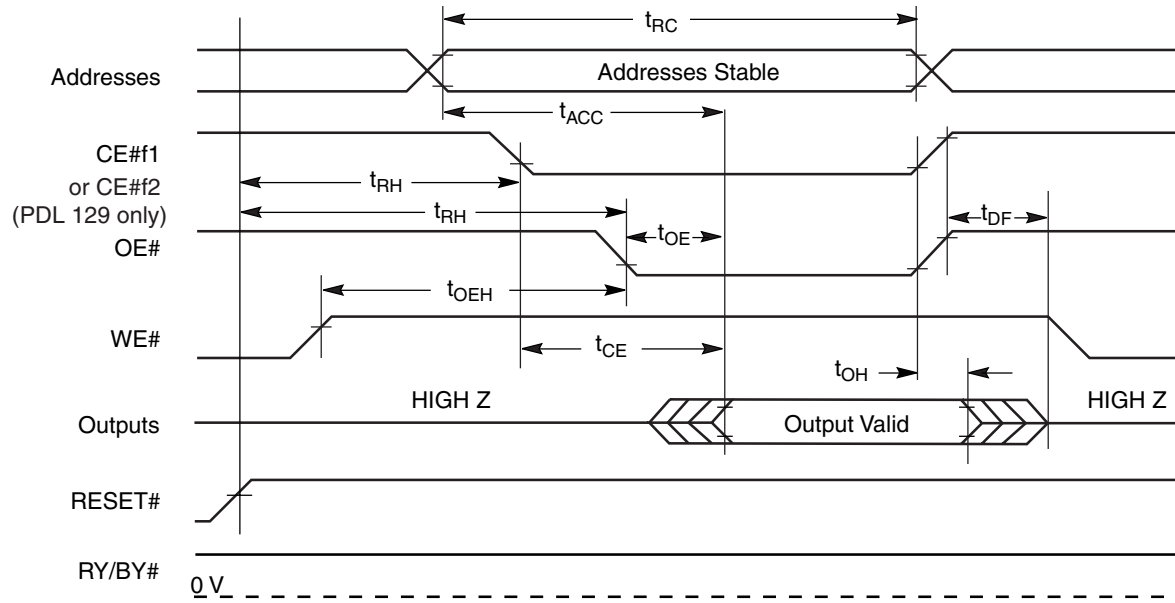 tRC
Addresses
Addresses Stable
tACC
CE#f1
or CE#f2
(PDL 129 only)
tRH
tRH
tDF
OE#
tOE
tOEH
WE#
tCE
tOH
HIGH Z
HIGH Z
Outputs
Output Valid
RESET#
RY/BY#
0 V